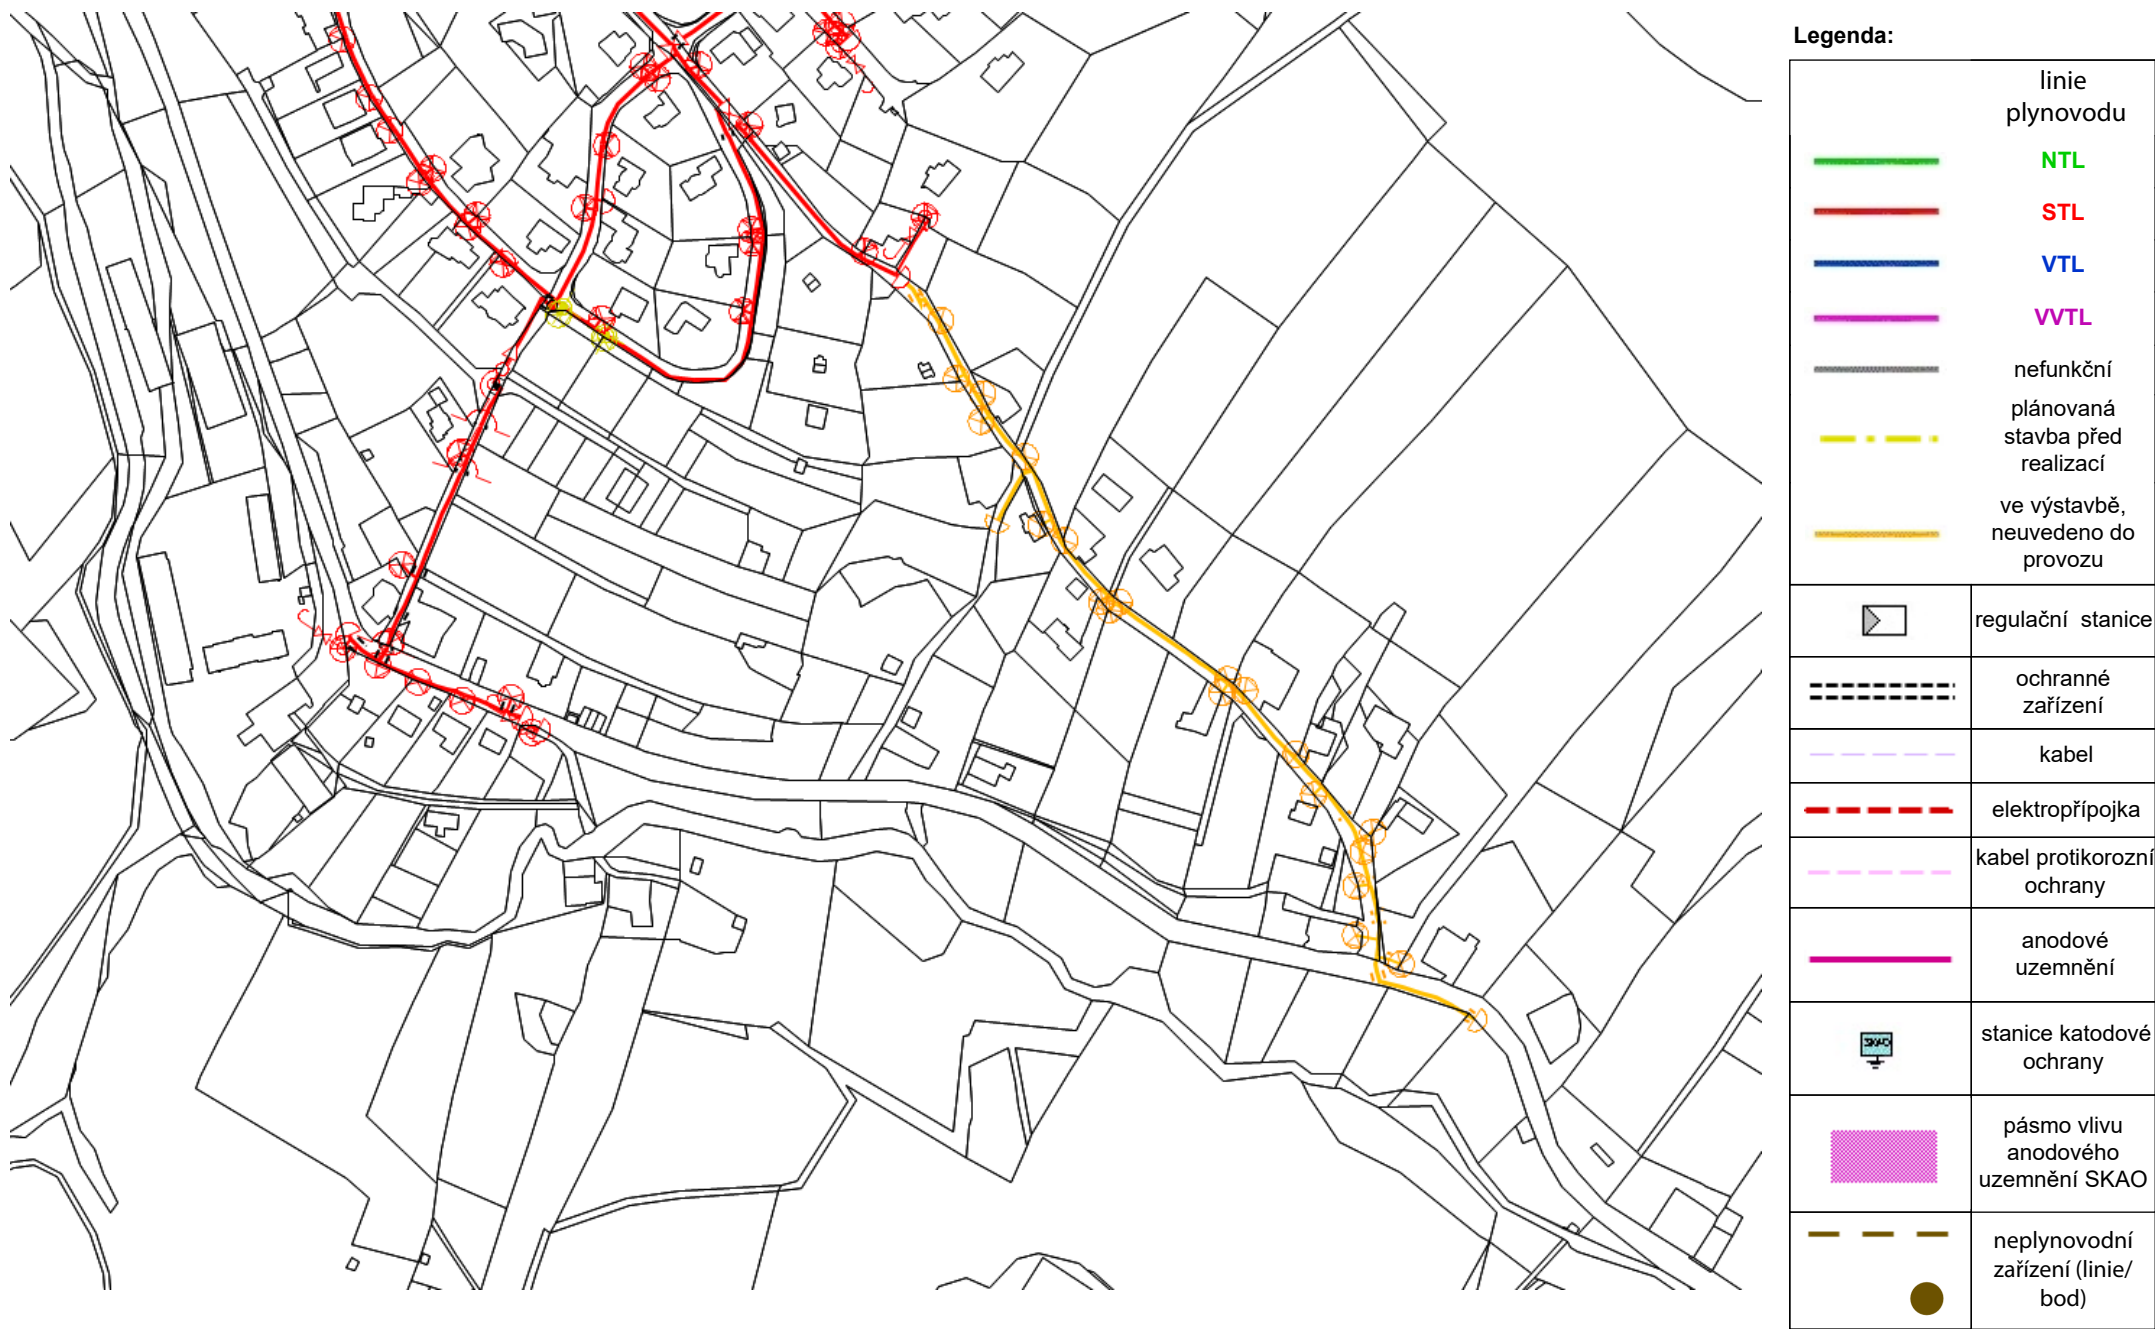 Legenda:
linie
plynovodu
NTL
STL
VTL
VVTL
nefunkční
plánovaná
stavba před
realizací
ve výstavbě,
neuvedeno do
provozu
regulační stanice
ochranné
zařízení
kabel
elektropřípojka
kabel protikorozní
ochrany
anodové
uzemnění
SKAO
stanice katodové
ochrany
pásmo vlivu
anodového
uzemnění SKAO
neplynovodní
zařízení (linie/
bod)